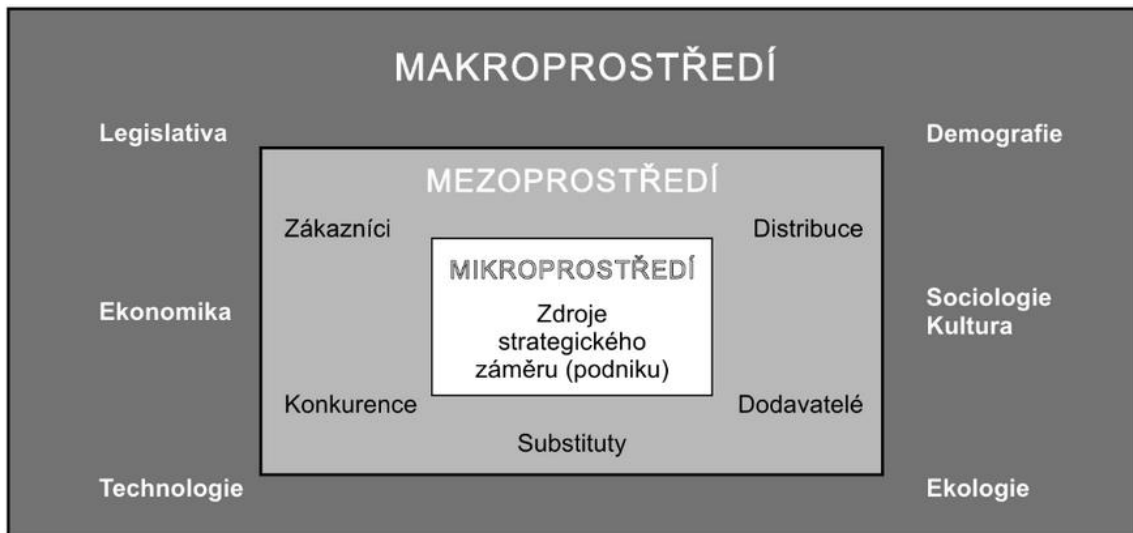 MAKROPROSTŘEDÍ
Legislativa
Demografie
MEZOPROSTŘEDÍ
Zákazníci
Distribuce
MIKROPROSTŘEDÍ
Zdroje
strategického
záměru (podniku)
Ekonomika
Sociologie
Kultura
Konkurence
Dodavatelé
Substituty
Technologie
Ekologie